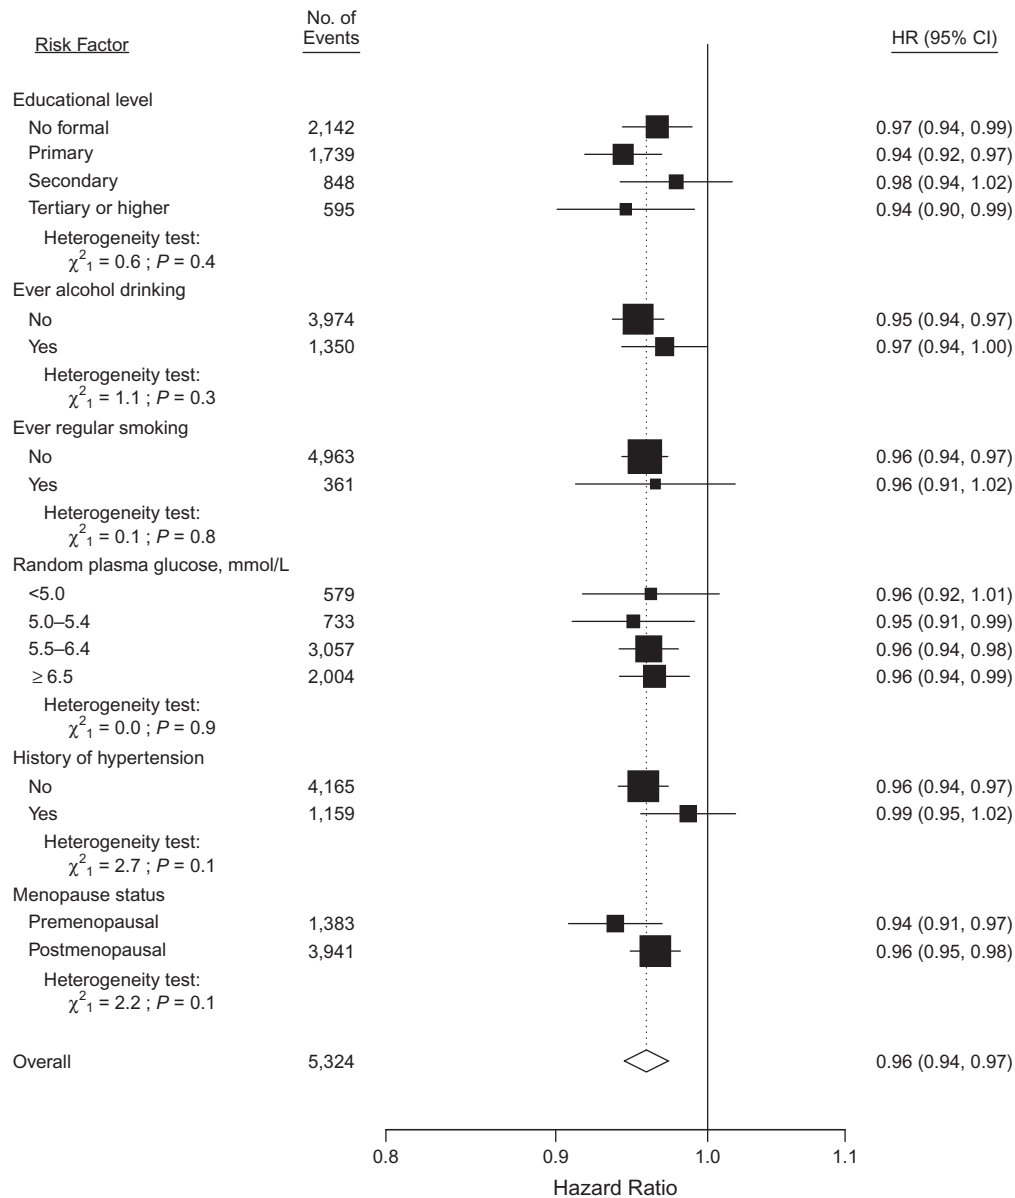 Risk Factor No. of Events HR (95% CI)
Educational level
No formal 2,142 0.97 (0.94, 0.99)
Primary 1,739 0.94 (0.92, 0.97)
Secondary 848 0.98 (0.94, 1.02)
Tertiary or higher 595 0.94 (0.90, 0.99)
Heterogeneity test:
χ²₁ = 0.6 ; P = 0.4
Ever alcohol drinking
No 3,974 0.95 (0.94, 0.97)
Yes 1,350 0.97 (0.94, 1.00)
Heterogeneity test:
χ²₁ = 1.1 ; P = 0.3
Ever regular smoking
No 4,963 0.96 (0.94, 0.97)
Yes 361 0.96 (0.91, 1.02)
Heterogeneity test:
χ²₁ = 0.1 ; P = 0.8
Random plasma glucose, mmol/L
<5.0 579 0.96 (0.92, 1.01)
5.0–5.4 733 0.95 (0.91, 0.99)
5.5–6.4 3,057 0.96 (0.94, 0.98)
≥ 6.5 2,004 0.96 (0.94, 0.99)
Heterogeneity test:
χ²₁ = 0.0 ; P = 0.9
History of hypertension
No 4,165 0.96 (0.94, 0.97)
Yes 1,159 0.99 (0.95, 1.02)
Heterogeneity test:
χ²₁ = 2.7 ; P = 0.1
Menopause status
Premenopausal 1,383 0.94 (0.91, 0.97)
Postmenopausal 3,941 0.96 (0.95, 0.98)
Heterogeneity test:
χ²₁ = 2.2 ; P = 0.1
Overall 5,324 0.96 (0.94, 0.97)
0.8 0.9 1.0 1.1
Hazard Ratio